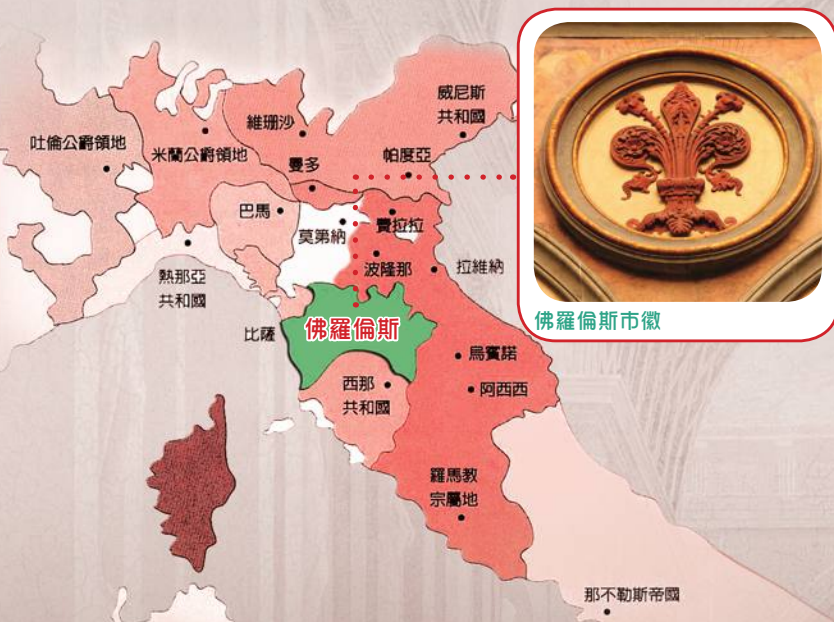 威尼斯
共和國
維珊沙
吐倫公爵領地
米蘭公爵領地
帕度亞
曼多
巴馬
費拉拉
莫第納
波隆那
拉維納
熱那亞
共和國
佛羅倫斯市徽
佛羅倫斯
比薩
烏賓諾
西那
共和國
阿西西
羅馬教
宗屬地
那不勒斯帝國